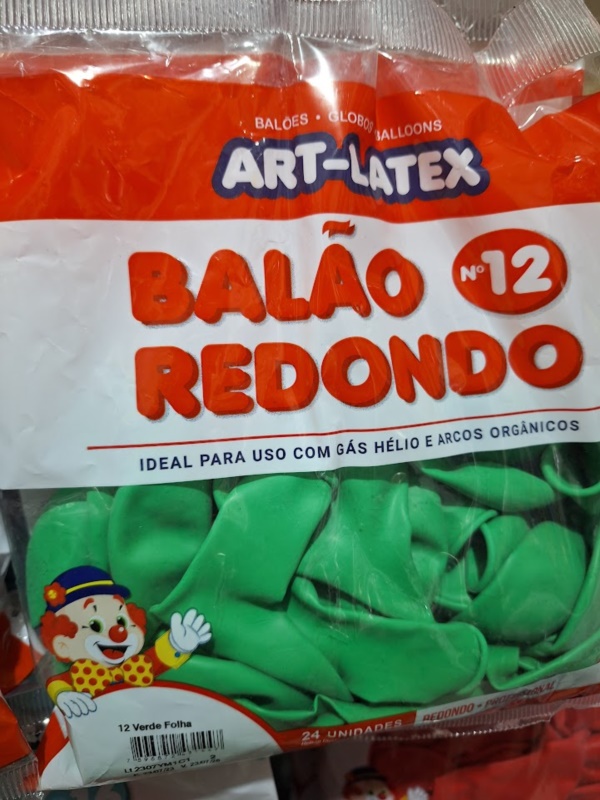 BALÕES • GLOBOS BALLOONS
ART-LATEX
BALÃO Nº12
REDONDO
IDEAL PARA USO COM GÁS HÉLIO E ARCOS ORGÂNICOS
12 Verde Folha
24 UNIDADES
REDONDO •